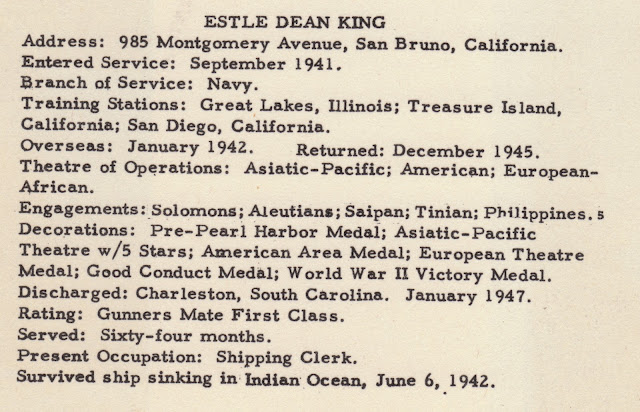 ESTLE DEAN KING
Address: 985 Montgomery Avenue, San Bruno, California.
Entered Service: September 1941.
Branch of Service: Navy.
Training Stations: Great Lakes, Illinois; Treasure Island,
California; San Diego, California.
Overseas: January 1942. Returned: December 1945.
Theatre of Operations: Asiatic-Pacific; American; European-
African.
Engagements: Solomons; Aleutians; Saipan; Tinian; Philippines. s
Decorations: Pre-Pearl Harbor Medal; Asiatic-Pacific
Theatre w/5 Stars; American Area Medal; European Theatre
Medal; Good Conduct Medal; World War II Victory Medal.
Discharged: Charleston, South Carolina. January 1947.
Rating: Gunners Mate First Class.
Served: Sixty-four months.
Present Occupation: Shipping Clerk.
Survived ship sinking in Indian Ocean, June 6, 1942.